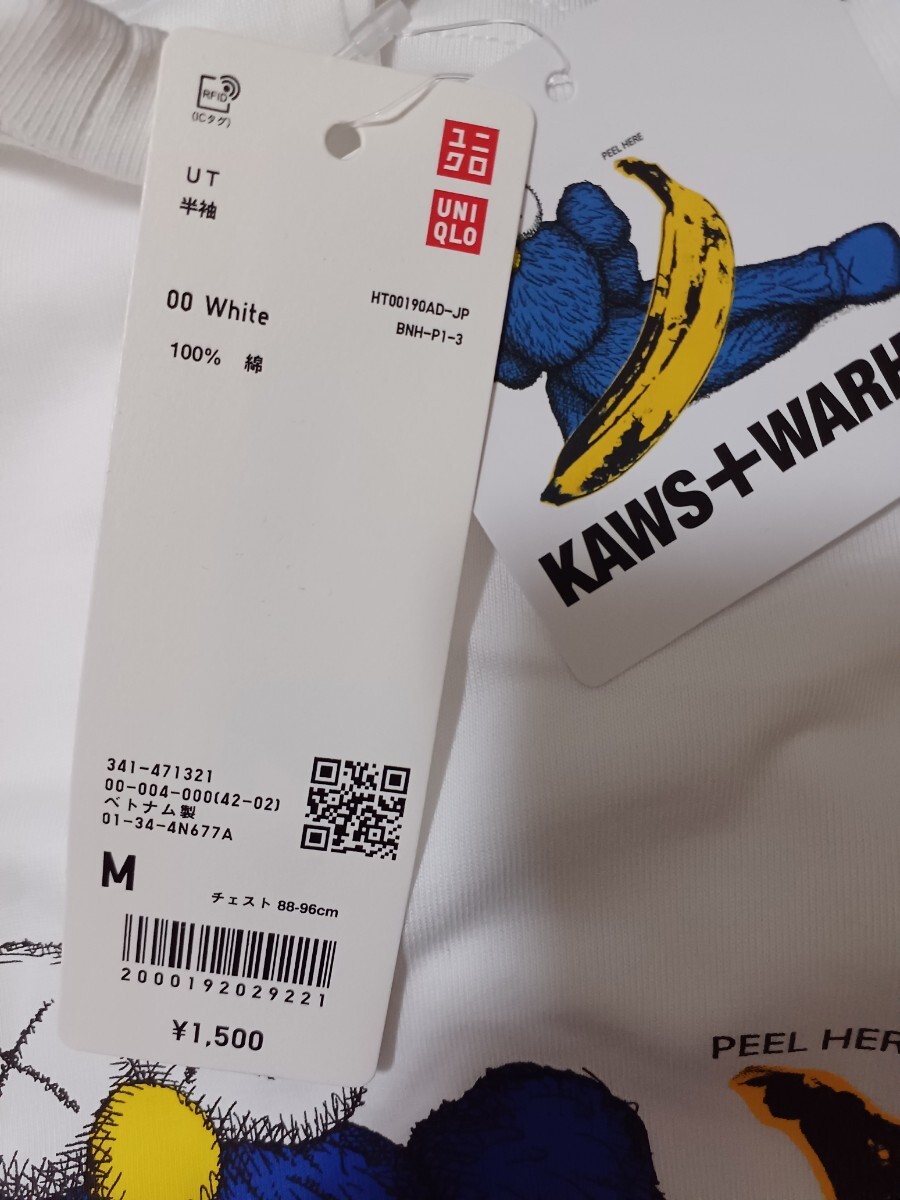 RFID
(ICタグ)
ユニ
クロ
UNI
QLO
UT
半袖
00 White
100% 綿
HT00190AD-JP
BNH-P1-3
341-471321
00-004-000(42-02)
ベトナム製
01-34-4N677A
M
チェスト 88-96cm
2000192029221
¥1,500
PEEL HERE
KAWS+WARH
PEEL HER